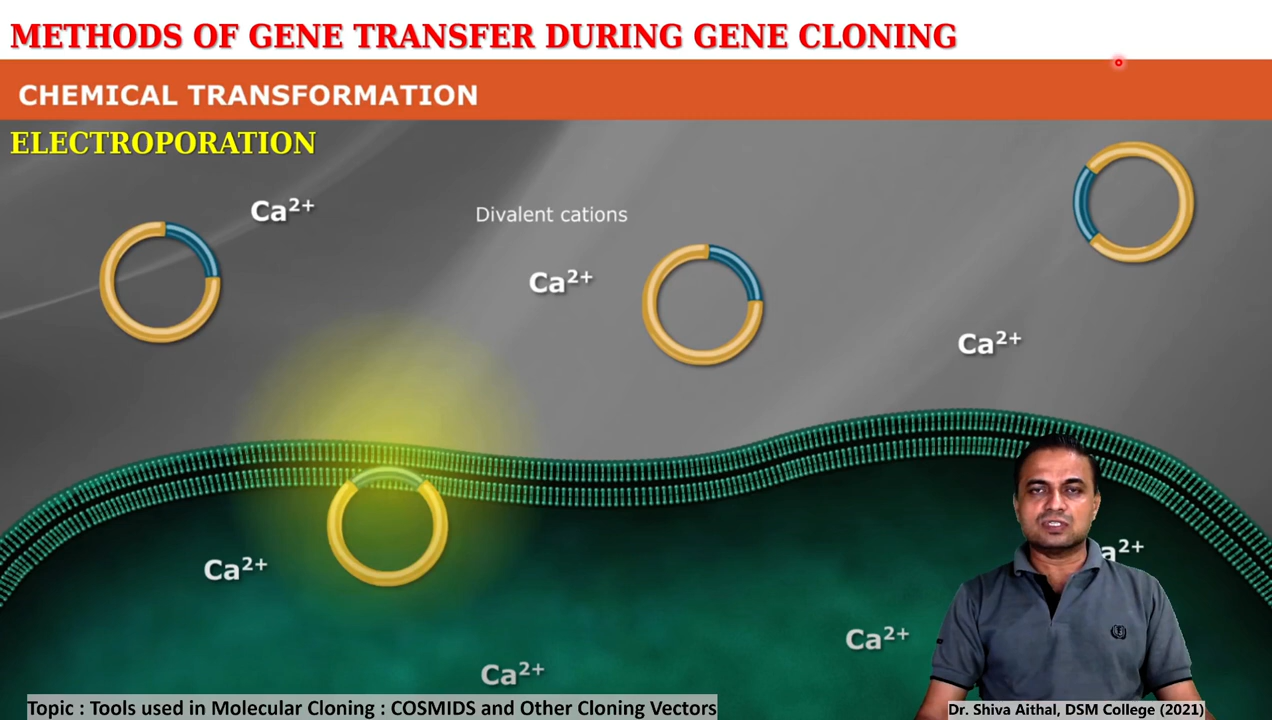 METHODS OF GENE TRANSFER DURING GENE CLONING
CHEMICAL TRANSFORMATION
ELECTROPORATION
Ca2+
Divalent cations
Ca2+
Ca2+
a2+
Ca2+
Ca2+
Ca2+
Topic : Tools used in Molecular Cloning : COSMIDS and Other Cloning Vectors
Dr. Shiva Aithal, DSM College (2021)